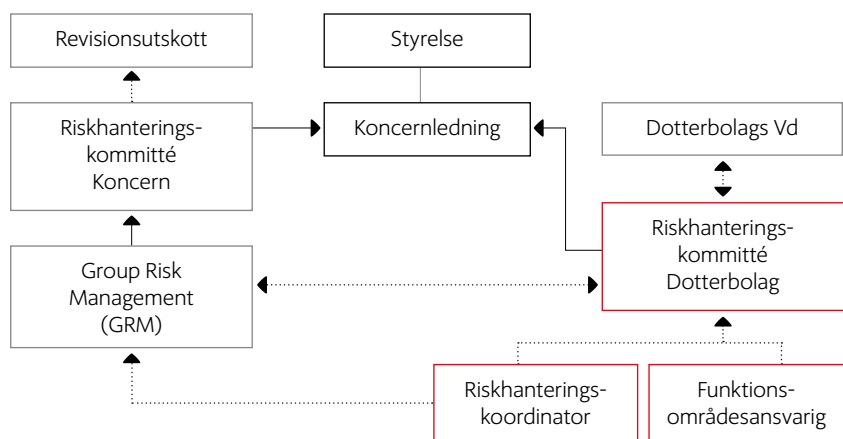 Revisionsutskott
Styrelse
Riskhanterings-
kommitté
Koncern
Koncernledning
Dotterbolags Vd
Riskhanterings-
kommitté
Dotterbolag
Group Risk
Management
(GRM)
Riskhanterings-
koordinator
Funktions-
områdesansvarig